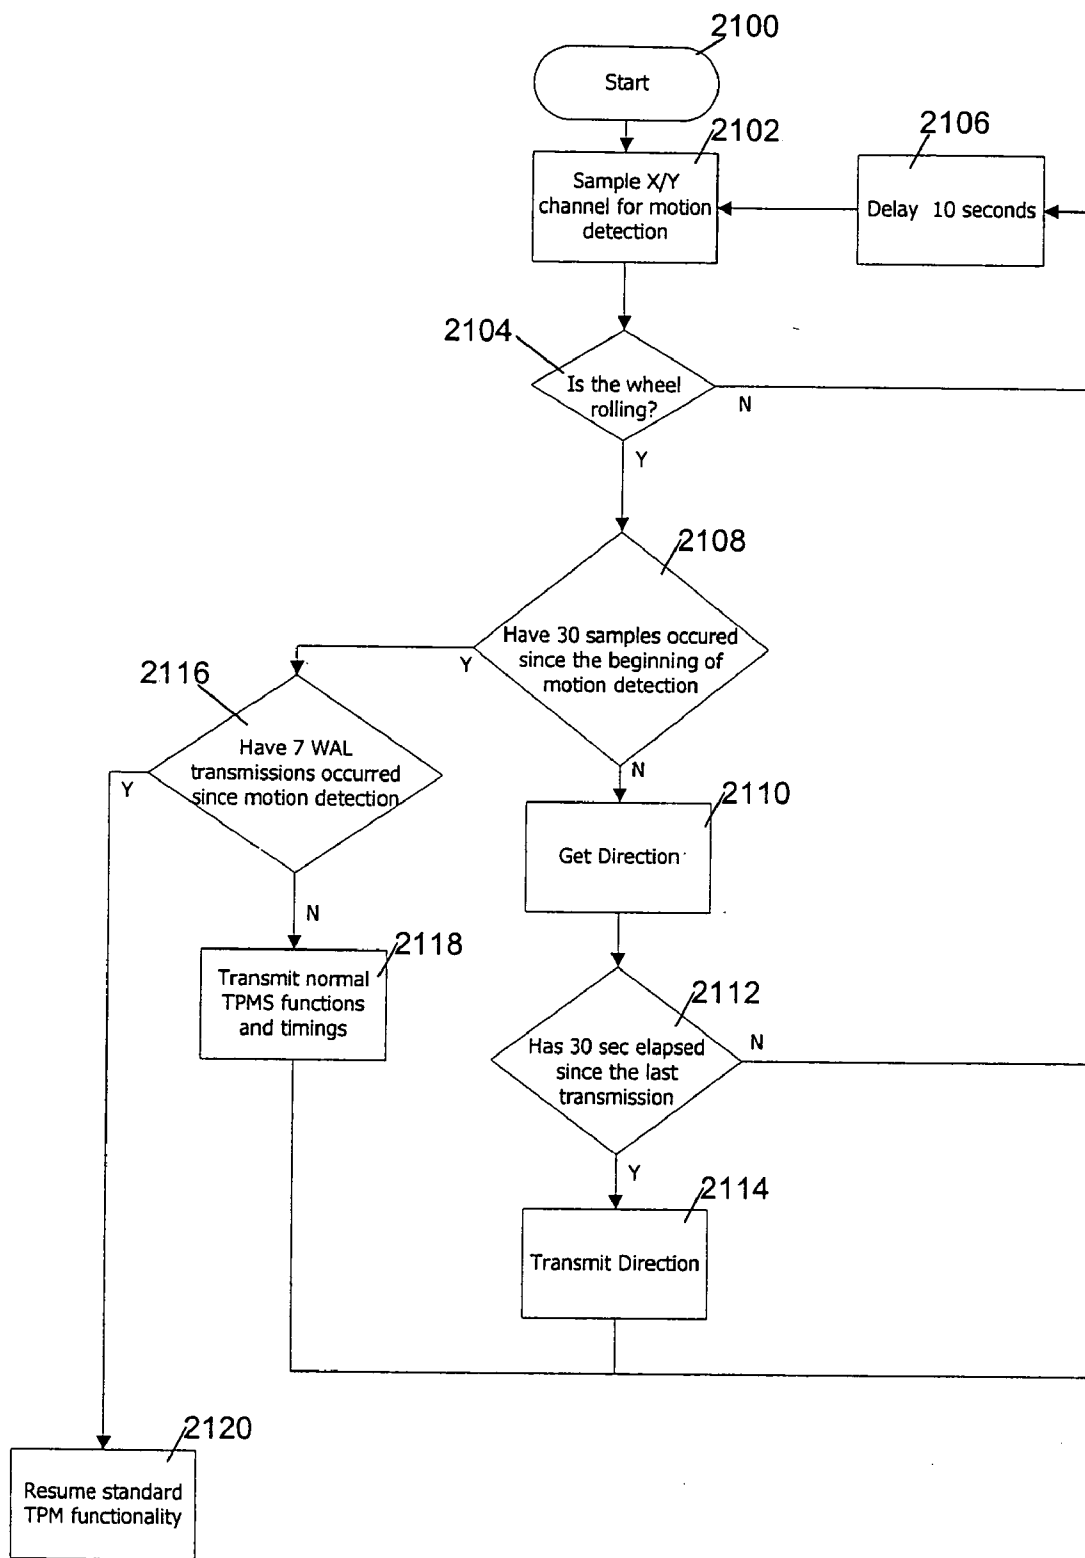 2100
Start
2102
2106
Sample X/Y
channel for motion
detection
Delay 10 seconds
2104
Is the wheel
rolling?
N
Y
2108
Have 30 samples occured
since the beginning of
motion detection
Y
N
2116
Have 7 WAL
transmissions occurred
since motion detection
Y
N
2110
Get Direction
2118
Transmit normal
TPMS functions
and timings
2112
Has 30 sec elapsed
since the last
transmission
N
Y
2114
Transmit Direction
2120
Resume standard
TPM functionality